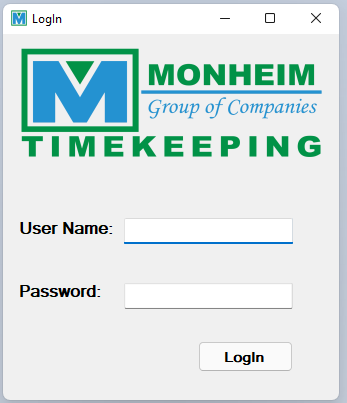 LogIn
M
MONHEIM
Group of Companies
TIMEKEEPING
User Name:
Password:
LogIn